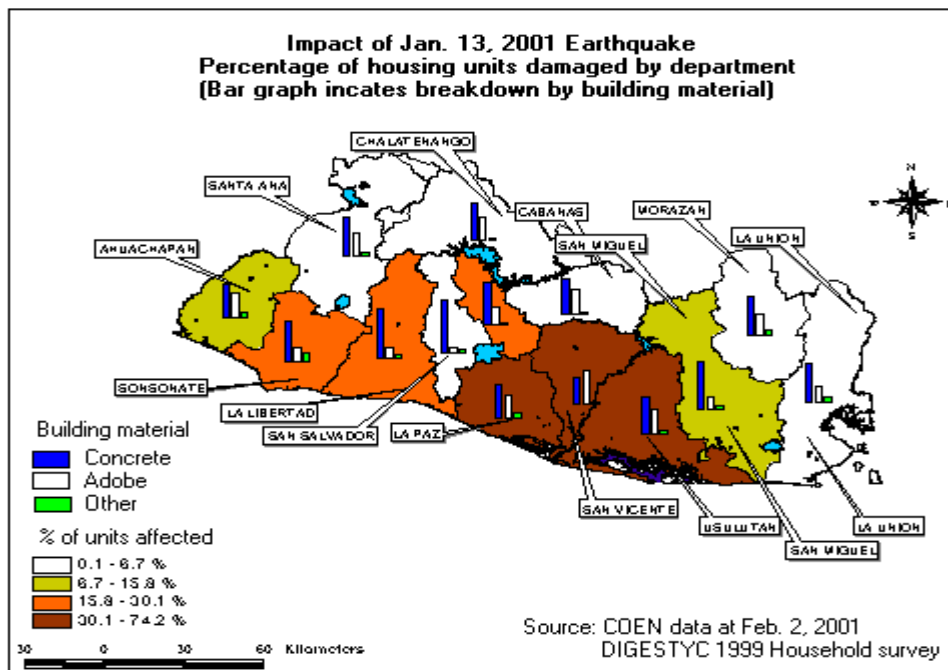 Impact of Jan. 13, 2001 Earthquake
Percentage of housing units damaged by department
(Bar graph incates breakdown by building material)
CHALATENANGO
SANTA ANA
CABANAS
MORAZAN
N
SAN MIGUEL
LA UNION
AHUACHAPAN
S
SONSONATE
LA LIBERTAD
SAN SALVADOR
LA PAZ
SAN VICENTE
USULUTAN
LA UNION
SAN MIGUEL
Building material
Concrete
Adobe
Other
% of units affected
0.1 - 6.7 %
6.7 - 15.8 %
15.8 - 30.1 %
30.1 - 74.2 %
30 0 30 60 Kilometers
Source: COEN data at Feb. 2, 2001
DIGESTYC 1999 Household survey